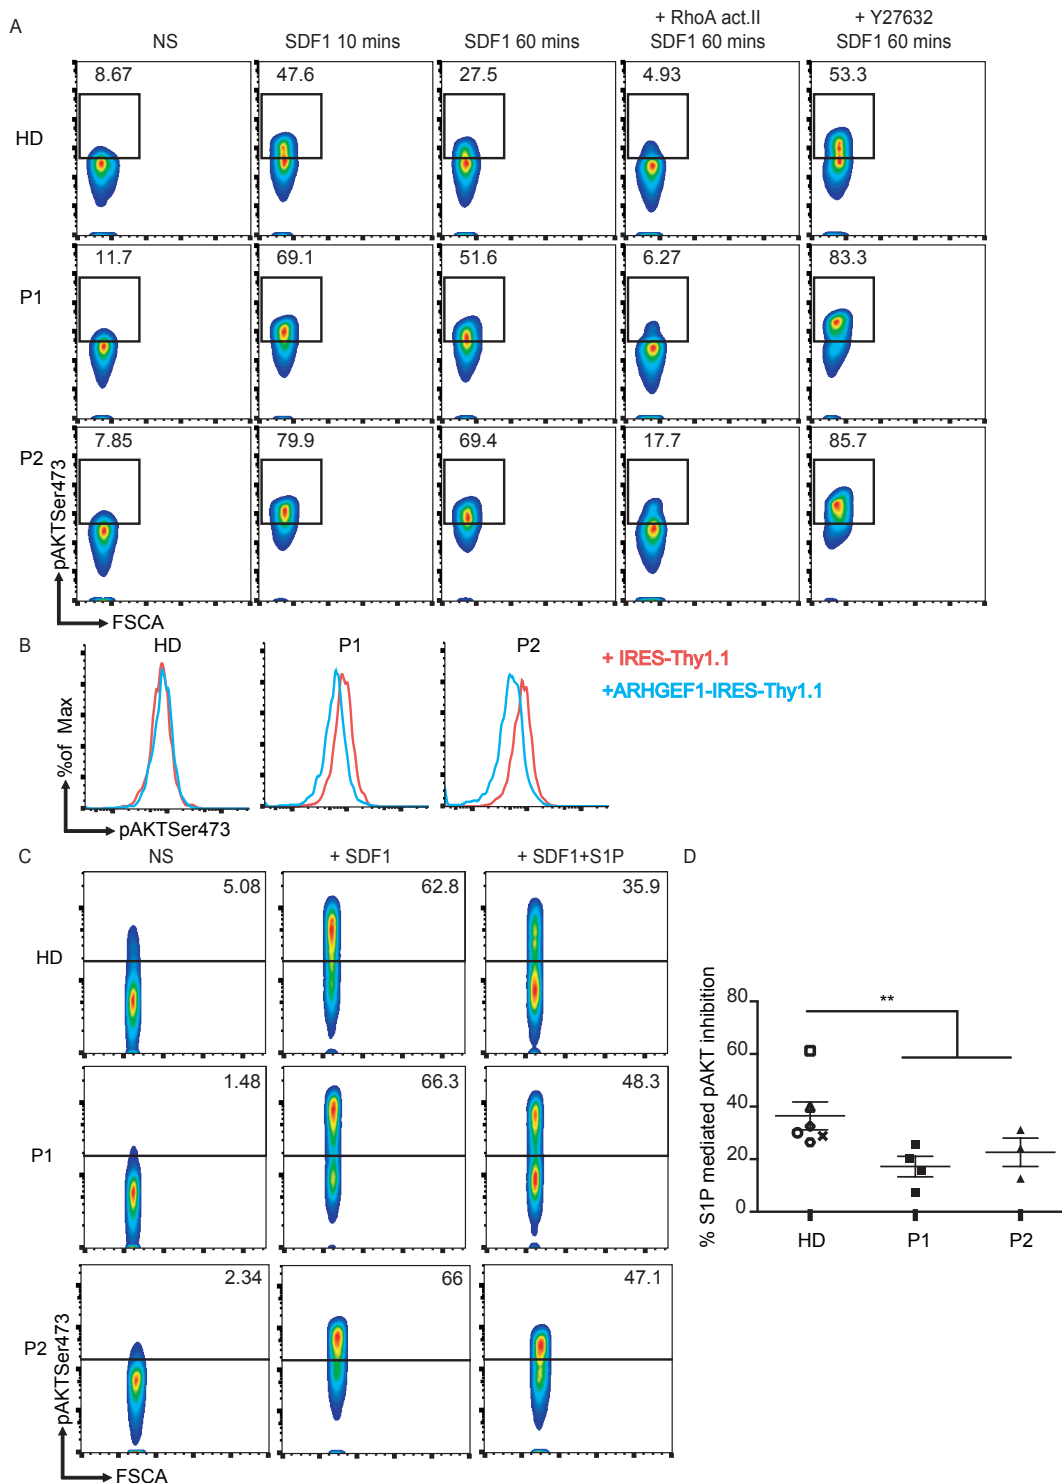 A
NS
SDF1 10 mins
SDF1 60 mins
+ RhoA act.II
SDF1 60 mins
+ Y27632
SDF1 60 mins
HD
8.67
47.6
27.5
4.93
53.3
P1
11.7
69.1
51.6
6.27
83.3
P2
7.85
79.9
69.4
17.7
85.7
pAKTSer473
FSCA
B
HD
P1
P2
+ IRES-Thy1.1
+ARHGEF1-IRES-Thy1.1
%of Max
pAKTSer473
C
NS
+ SDF1
+ SDF1+S1P
HD
5.08
62.8
35.9
P1
1.48
66.3
48.3
P2
2.34
66
47.1
pAKTSer473
FSCA
D
% S1P mediated pAKT inhibition
80
60
40
20
0
**
HD
P1
P2